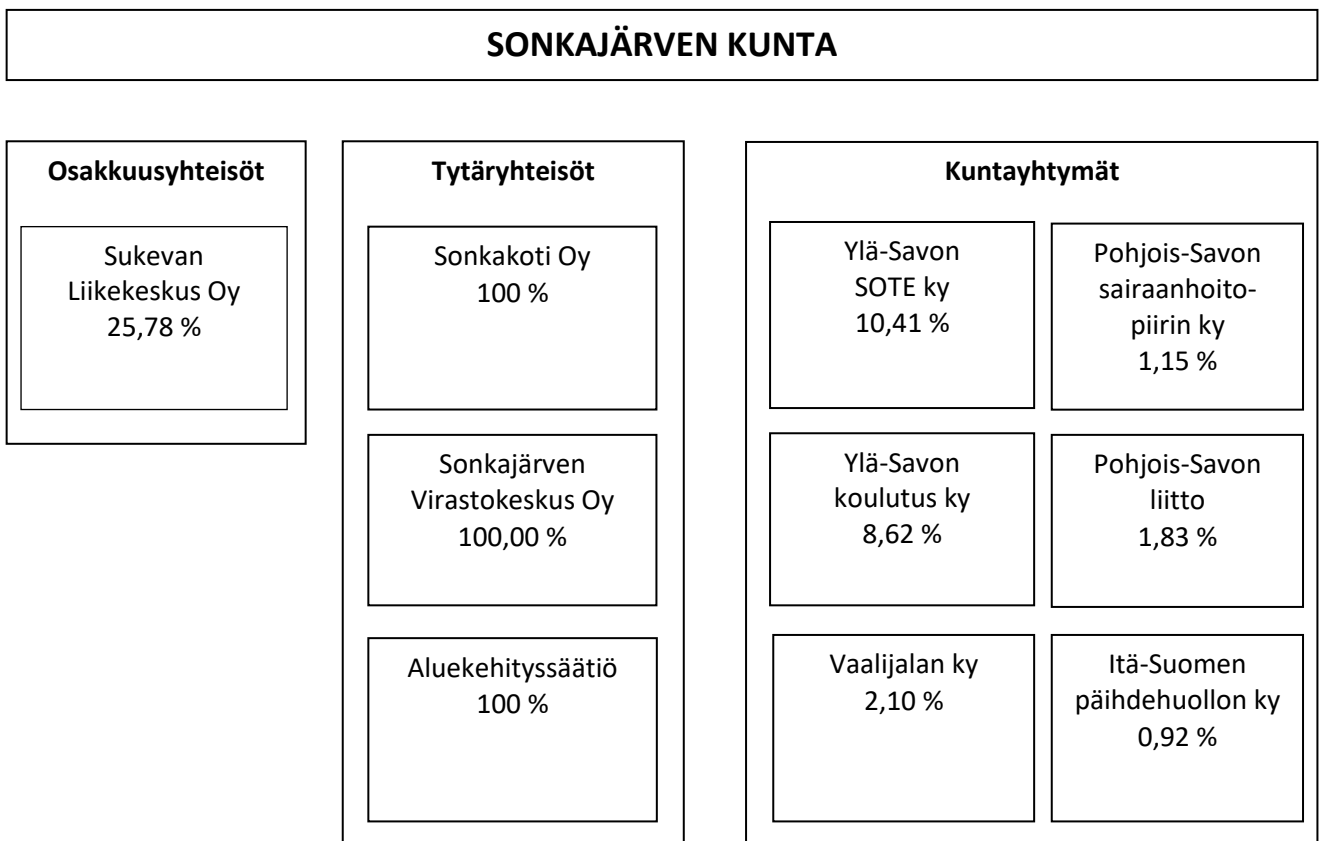 SONKAJÄRVEN KUNTA
Osakkuusyhteisöt
Sukevan
Liikekeskus Oy
25,78 %
Tytäryhteisöt
Sonkakoti Oy
100 %
Sonkajärven
Virastokeskus Oy
100,00 %
Aluekehityssäätiö
100 %
Kuntayhtymät
Ylä-Savon
SOTE ky
10,41 %
Pohjois-Savon
sairaanhoito-
piirin ky
1,15 %
Ylä-Savon
koulutus ky
8,62 %
Pohjois-Savon
liitto
1,83 %
Vaalijalan ky
2,10 %
Itä-Suomen
päihdehuollon ky
0,92 %